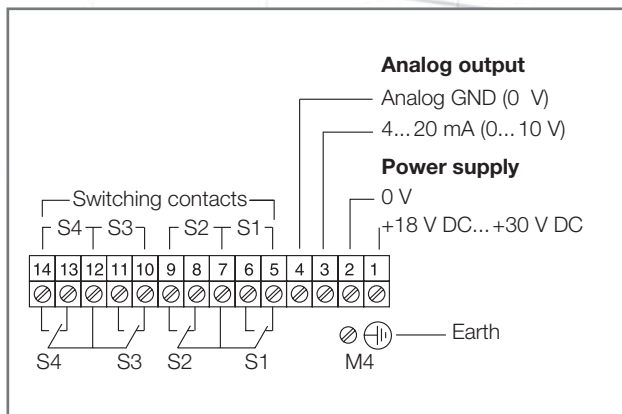 Analog output
Analog GND (0 V)
4...20 mA (0...10 V)
Power supply
0 V
+18 V DC...+30 V DC
Switching contacts
S4 S3 S2 S1
14 13 12 11 10 9 8 7 6 5 4 3 2 1
Earth
S4 S3 S2 S1 M4